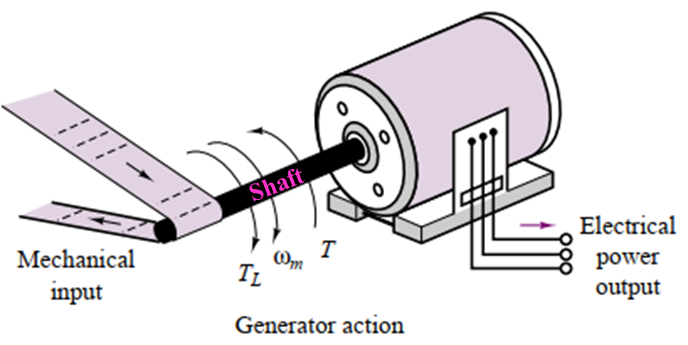 Shaft
Mechanical
input
T_L
ω_m
T
Electrical
power
output
Generator action